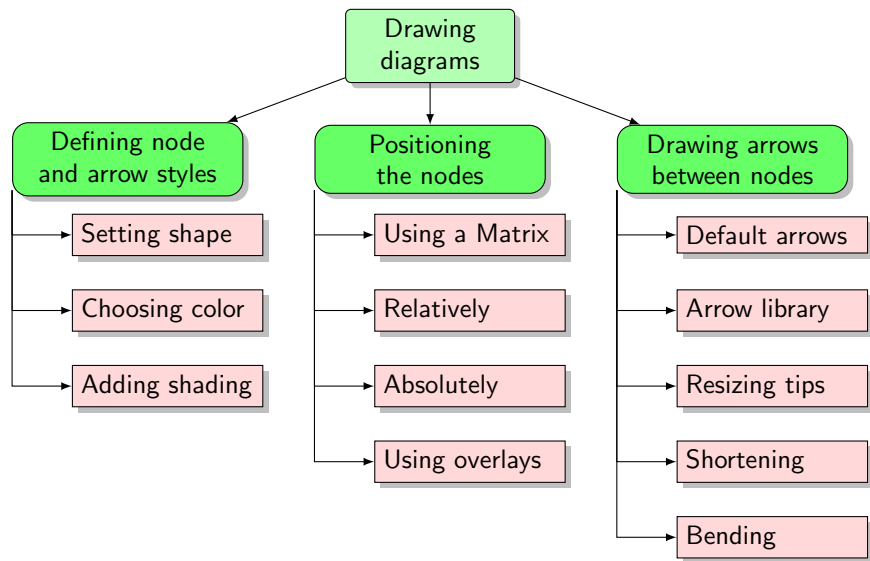 Drawing
diagrams
Defining node
and arrow styles
Setting shape
Choosing color
Adding shading
Positioning
the nodes
Using a Matrix
Relatively
Absolutely
Using overlays
Drawing arrows
between nodes
Default arrows
Arrow library
Resizing tips
Shortening
Bending